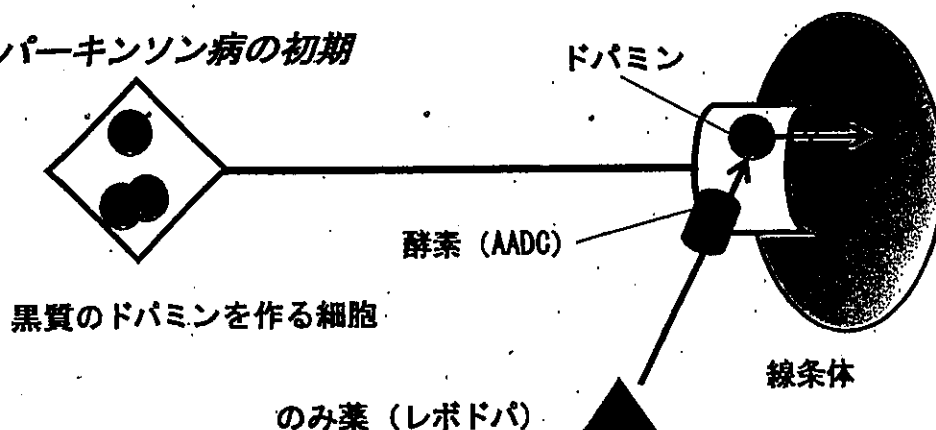 パーキンソン病の初期
ドパミン
酵素 (AADC)
黒質のドパミンを作る細胞
線条体
のみ薬 (レボドパ)